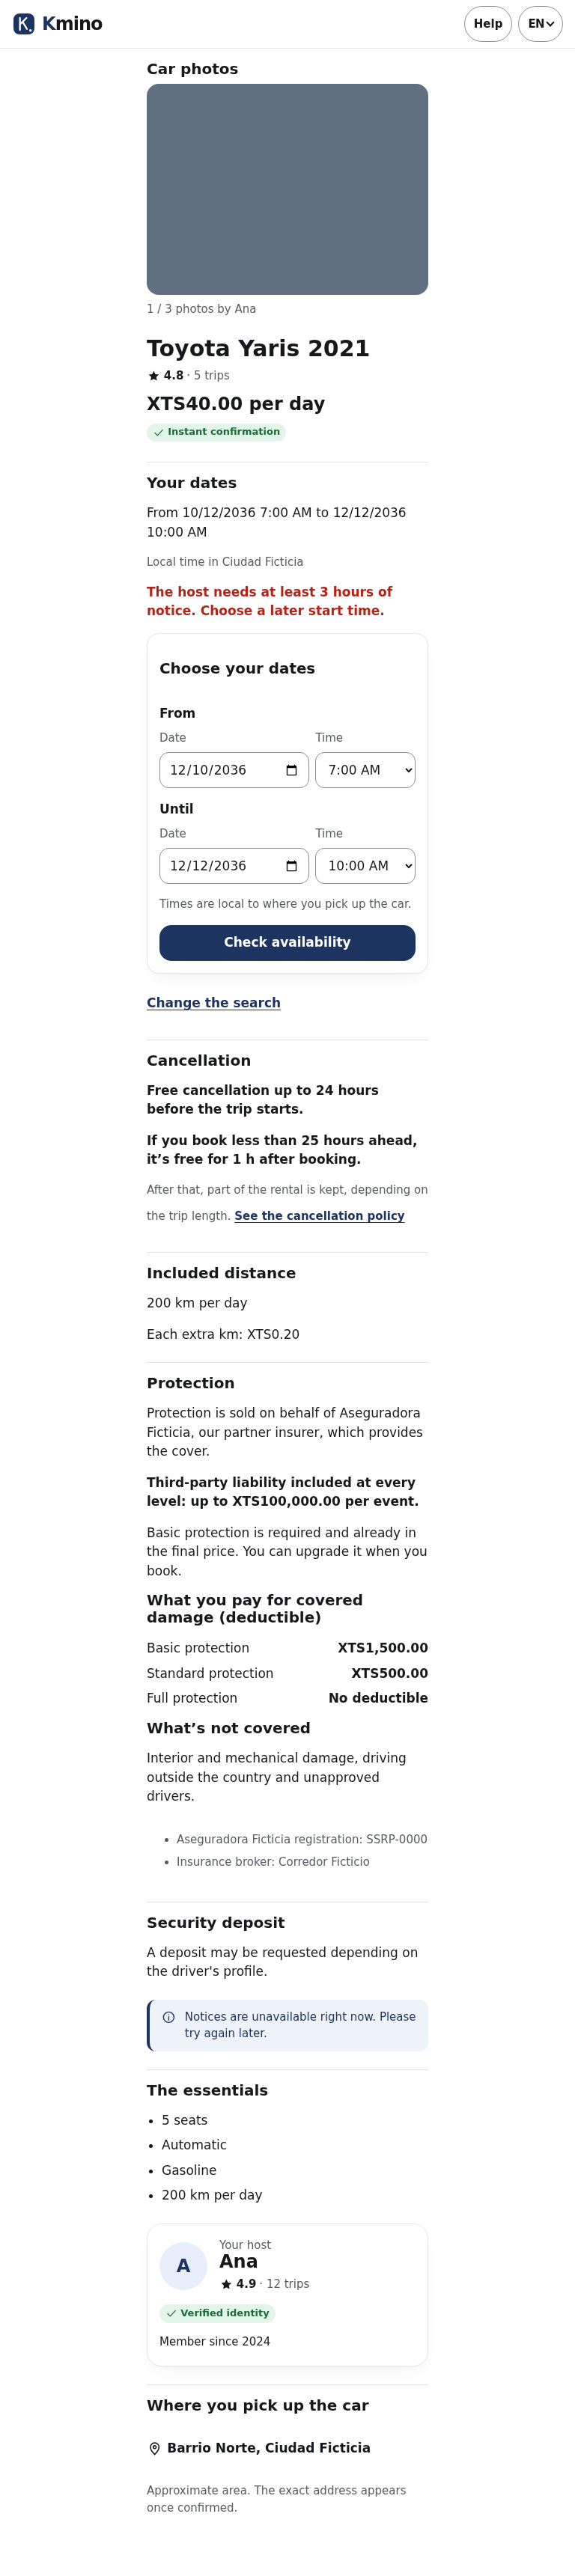 Kmino
Help
EN
Car photos
1 / 3 photos by Ana
Toyota Yaris 2021
4.8 · 5 trips
XTS40.00 per day
Instant confirmation
Your dates
From 10/12/2036 7:00 AM to 12/12/2036
10:00 AM
Local time in Ciudad Ficticia
The host needs at least 3 hours of
notice. Choose a later start time.
Choose your dates
From
Date
Time
12/10/2036
7:00 AM
Until
Date
Time
12/12/2036
10:00 AM
Times are local to where you pick up the car.
Check availability
Change the search
Cancellation
Free cancellation up to 24 hours
before the trip starts.
If you book less than 25 hours ahead,
it’s free for 1 h after booking.
After that, part of the rental is kept, depending on
the trip length. See the cancellation policy
Included distance
200 km per day
Each extra km: XTS0.20
Protection
Protection is sold on behalf of Aseguradora
Ficticia, our partner insurer, which provides
the cover.
Third-party liability included at every
level: up to XTS100,000.00 per event.
Basic protection is required and already in
the final price. You can upgrade it when you
book.
What you pay for covered
damage (deductible)
Basic protection XTS1,500.00
Standard protection XTS500.00
Full protection No deductible
What’s not covered
Interior and mechanical damage, driving
outside the country and unapproved
drivers.
• Aseguradora Ficticia registration: SSRP-0000
• Insurance broker: Corredor Ficticio
Security deposit
A deposit may be requested depending on
the driver's profile.
Notices are unavailable right now. Please
try again later.
The essentials
• 5 seats
• Automatic
• Gasoline
• 200 km per day
A
Your host
Ana
4.9 · 12 trips
Verified identity
Member since 2024
Where you pick up the car
Barrio Norte, Ciudad Ficticia
Approximate area. The exact address appears
once confirmed.